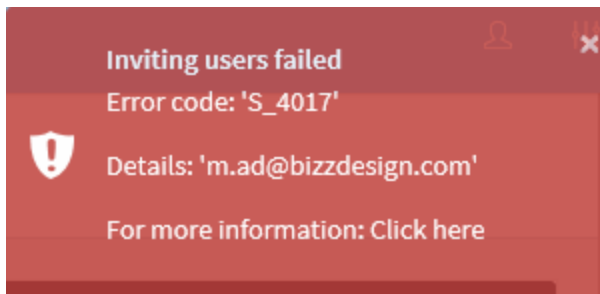 Inviting users failed
Error code: 'S_4017'
Details: 'm.ad@bizzdesign.com'
For more information: Click here